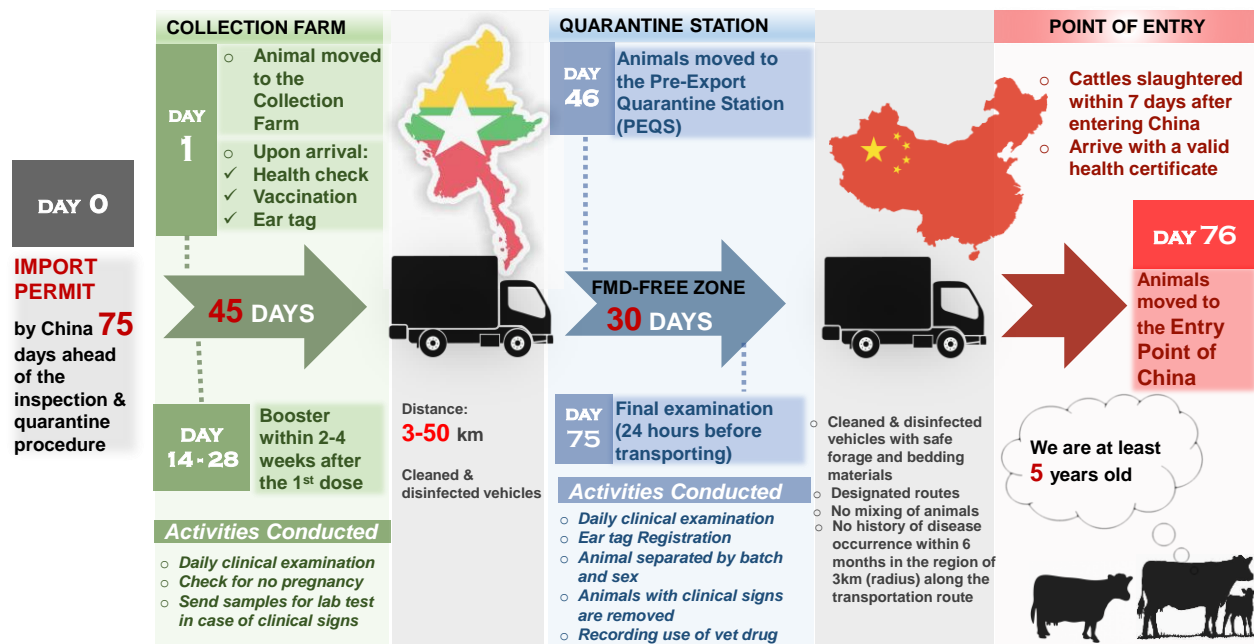 DAY 0
IMPORT
PERMIT
by China 75
days ahead
of the
inspection &
quarantine
procedure
COLLECTION FARM
DAY
1
○ Animal moved
to the
Collection
Farm
○ Upon arrival:
✓ Health check
✓ Vaccination
✓ Ear tag
45 DAYS
DAY
14-28
Booster
within 2-4
weeks after
the 1st dose
Activities Conducted
○ Daily clinical examination
○ Check for no pregnancy
○ Send samples for lab test
in case of clinical signs
Distance:
3-50 km
Cleaned &
disinfected vehicles
QUARANTINE STATION
DAY
46
Animals moved to
the Pre-Export
Quarantine Station
(PEQS)
FMD-FREE ZONE
30 DAYS
DAY
75
Final examination
(24 hours before
transporting)
Activities Conducted
○ Daily clinical examination
○ Ear tag Registration
○ Animal separated by batch
and sex
○ Animals with clinical signs
are removed
○ Recording use of vet drug
○ Cleaned & disinfected
vehicles with safe
forage and bedding
materials
○ Designated routes
○ No mixing of animals
○ No history of disease
occurrence within 6
months in the region of
3km (radius) along the
transportation route
POINT OF ENTRY
○ Cattles slaughtered
within 7 days after
entering China
○ Arrive with a valid
health certificate
DAY 76
Animals
moved to
the Entry
Point of
China
We are at least
5 years old